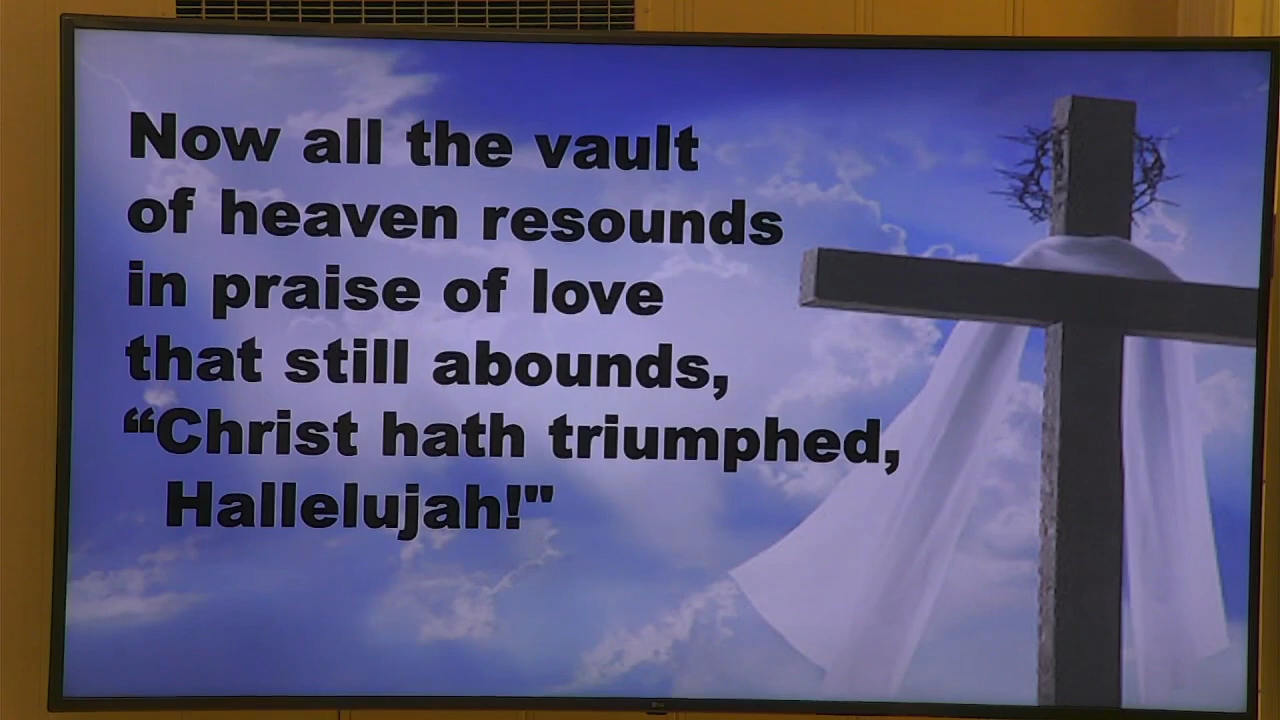 Now all the vault
of heaven resounds
in praise of love
that still abounds,
“Christ hath triumphed,
Hallelujah!"